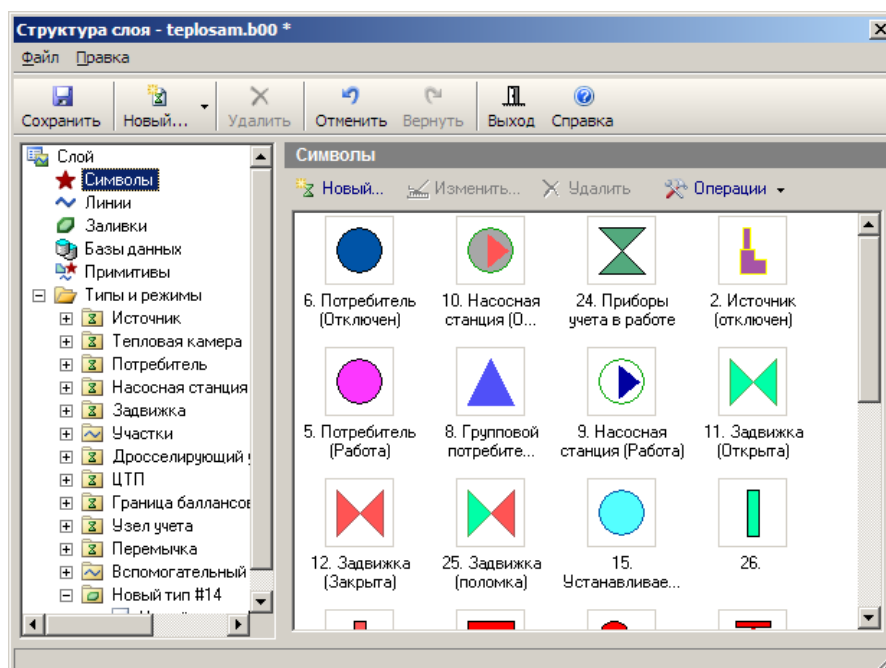 Структура слоя - teplosam.b00 *
Файл Правка
Сохранить Новый... Удалить Отменить Вернуть Выход Справка
Слой
Символы
Линии
Заливки
Базы данных
Примитивы
Типы и режимы
Источник
Тепловая камера
Потребитель
Насосная станция
Задвижка
Участки
Дросселирующий
ЦТП
Граница баллансов
Узел учета
Перемычка
Вспомогательный
Новый тип #14
Символы
Новый... Изменить... Удалить Операции
6. Потребитель (Отключен)
10. Насосная станция (О...
24. Приборы учета в работе
2. Источник (отключен)
5. Потребитель (Работа)
8. Групповой потребите...
9. Насосная станция (Работа)
11. Задвижка (Открыта)
12. Задвижка (Закрыта)
25. Задвижка (поломка)
15. Устанавливае...
26.